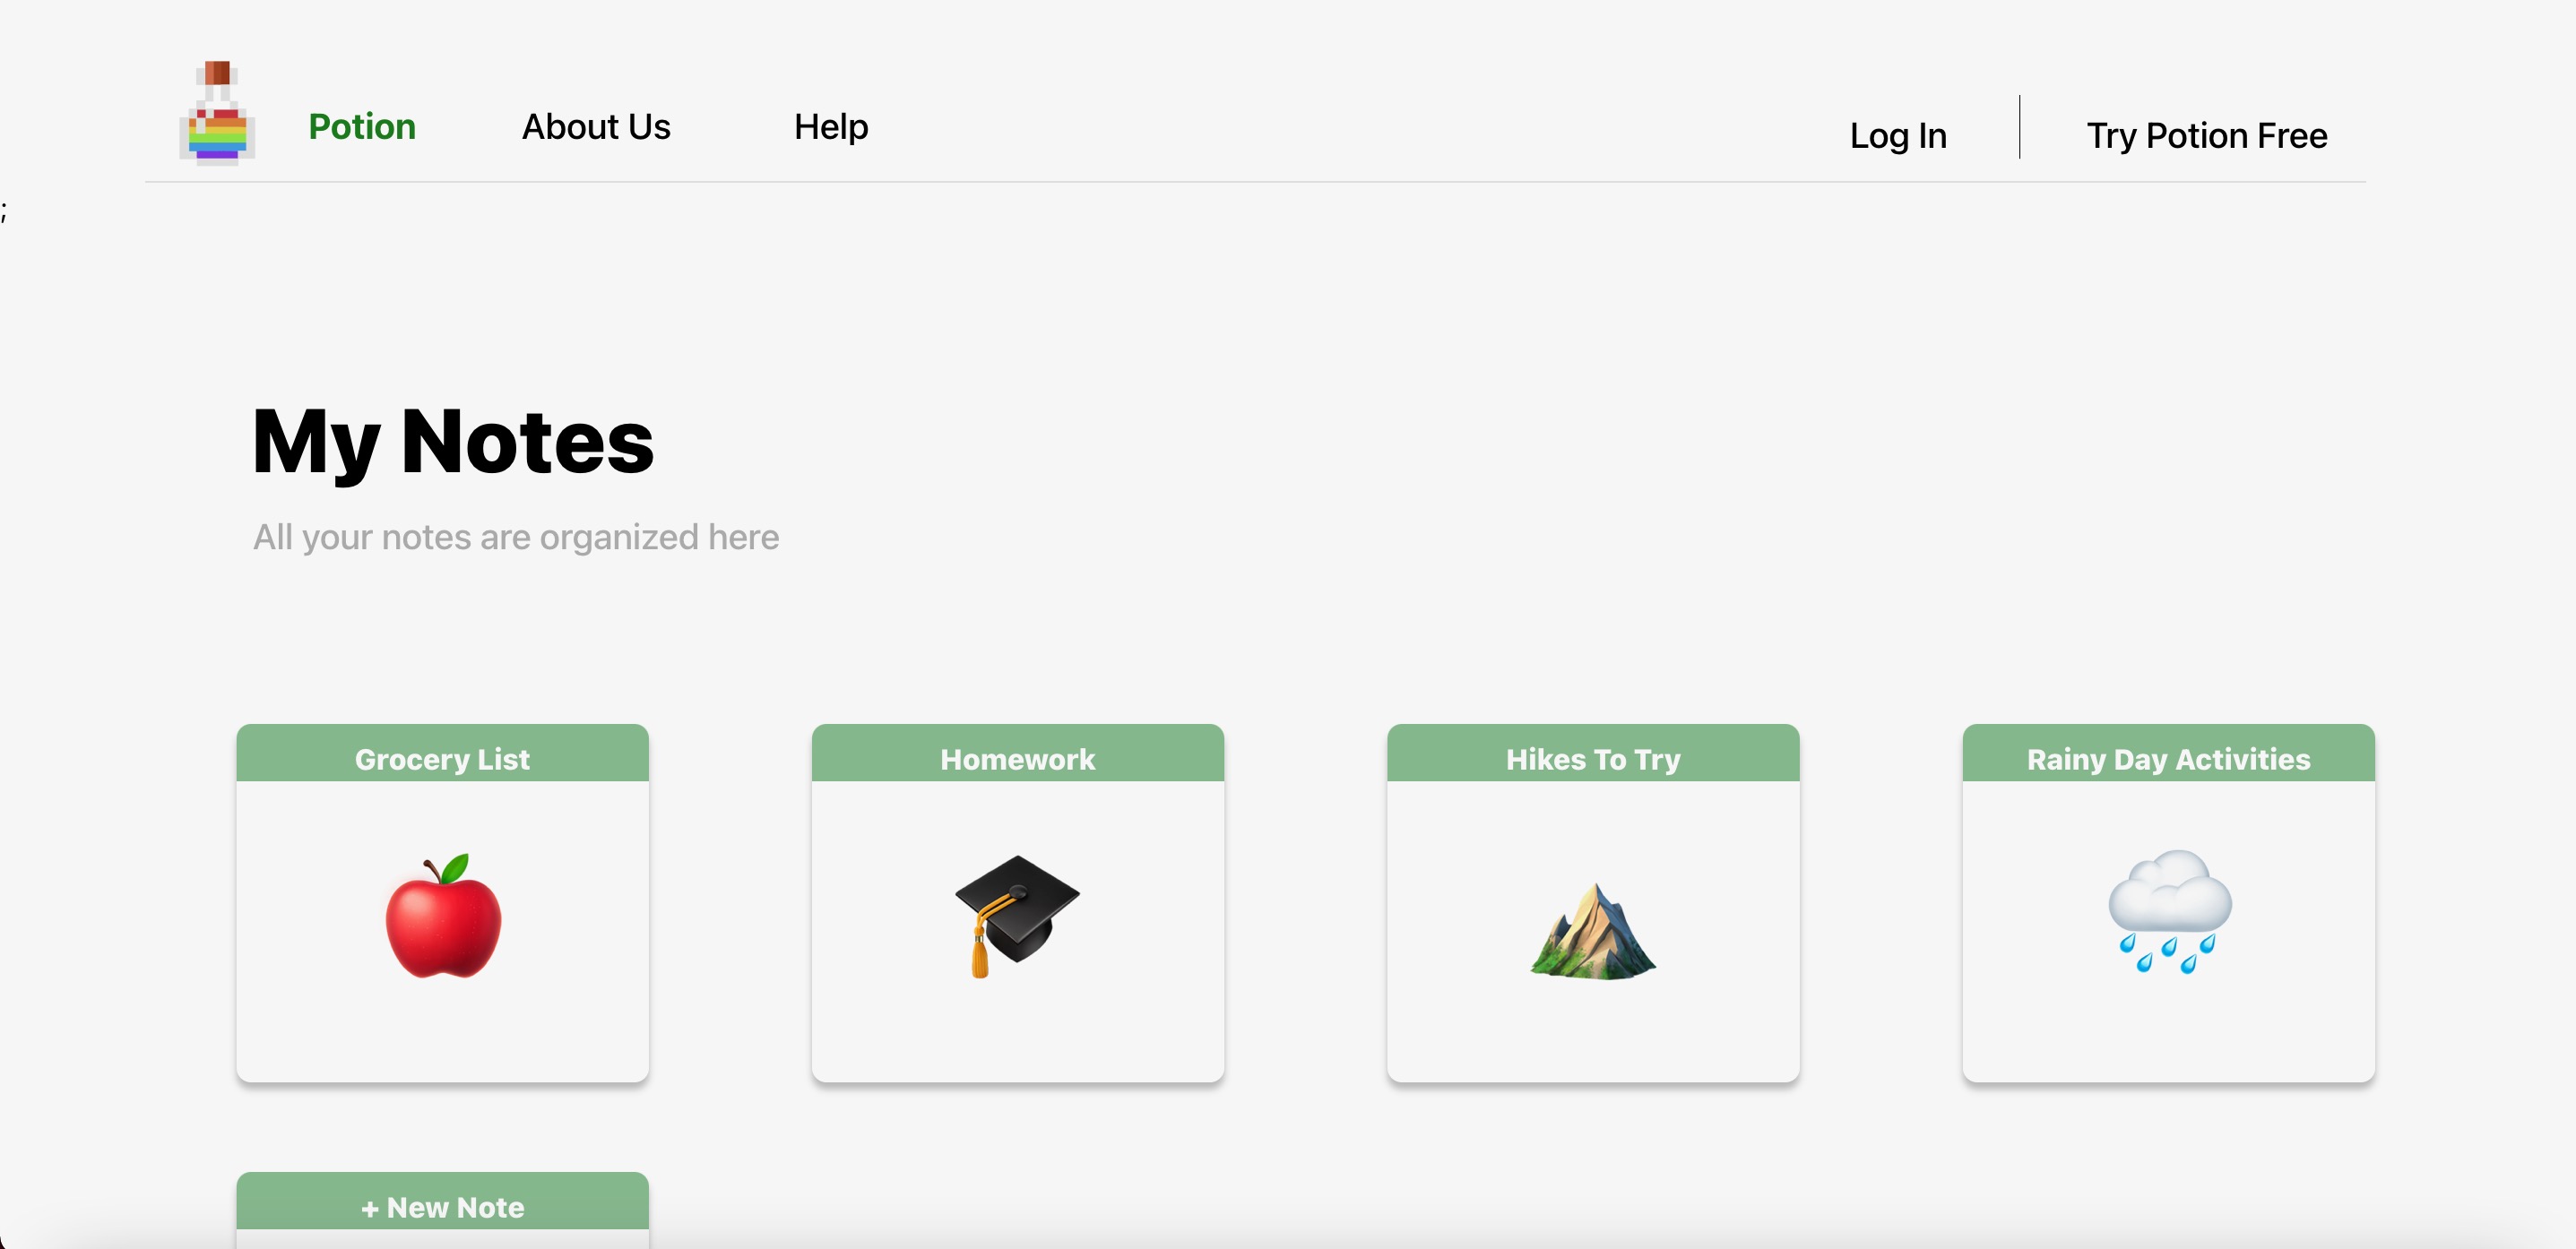 Potion About Us Help Log In Try Potion Free
;
My Notes
All your notes are organized here
Grocery List Homework Hikes To Try Rainy Day Activities
+ New Note